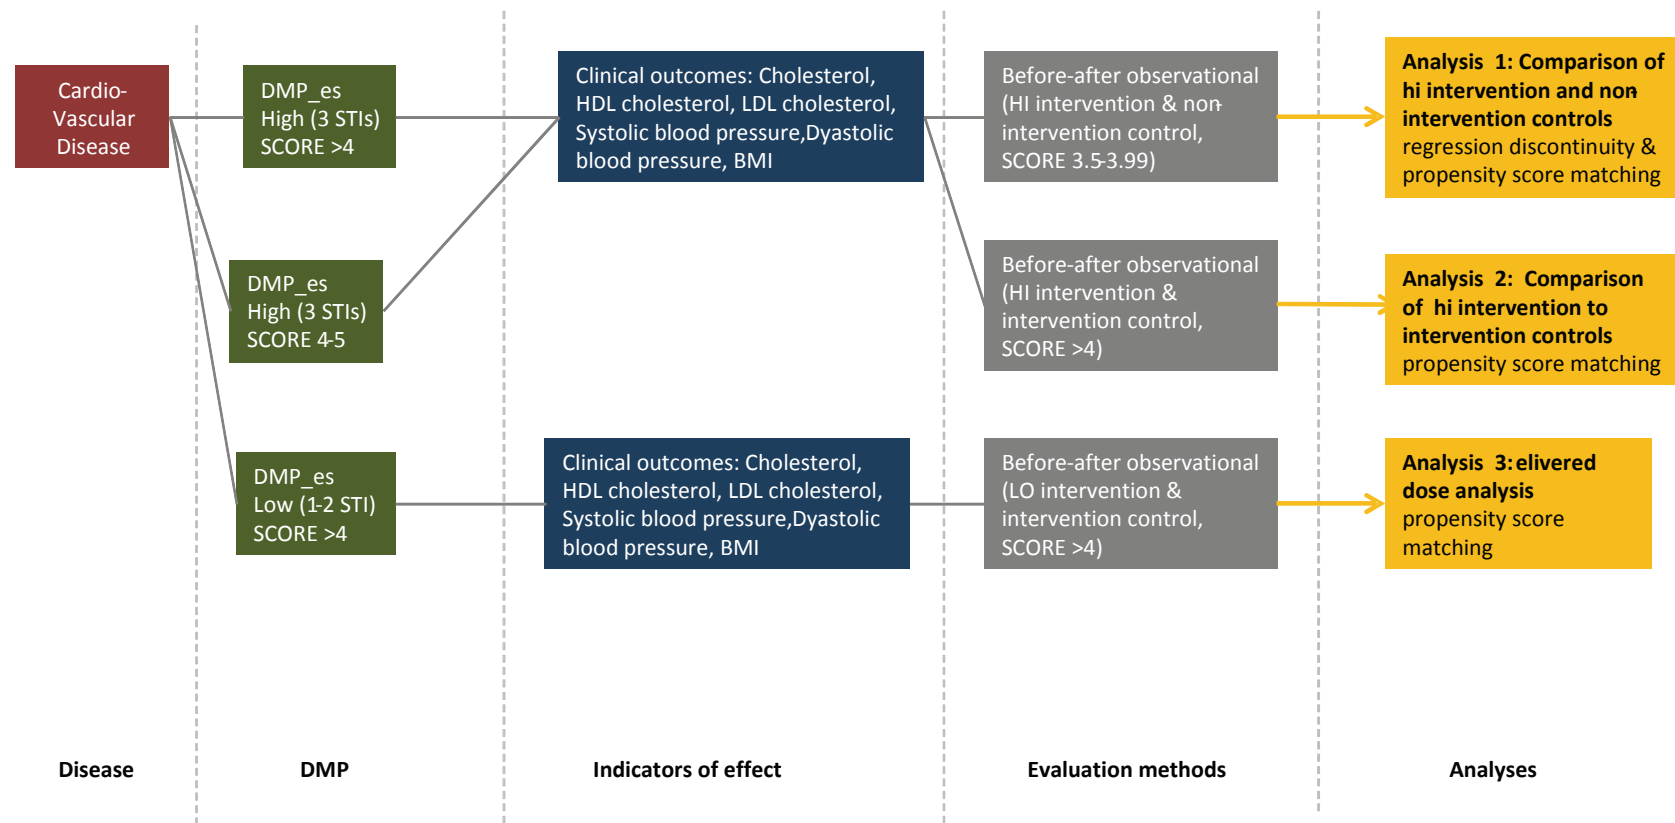 Cardio-
Vascular
Disease
DMP_es
High (3 STIs)
SCORE >4
DMP_es
High (3 STIs)
SCORE 4-5
DMP_es
Low (1-2 STI)
SCORE >4
Clinical outcomes: Cholesterol,
HDL cholesterol, LDL cholesterol,
Systolic blood pressure,Dyastolic
blood pressure, BMI
Clinical outcomes: Cholesterol,
HDL cholesterol, LDL cholesterol,
Systolic blood pressure,Dyastolic
blood pressure, BMI
Before-after observational
(HI intervention & non-
intervention control,
SCORE 3.5-3.99)
Before-after observational
(HI intervention &
intervention control,
SCORE >4)
Before-after observational
(LO intervention &
intervention control,
SCORE >4)
Analysis 1: Comparison of
hi intervention and non-
intervention controls
regression discontinuity &
propensity score matching
Analysis 2: Comparison
of hi intervention to
intervention controls
propensity score matching
Analysis 3: elivered
dose analysis
propensity score
matching
Disease
DMP
Indicators of effect
Evaluation methods
Analyses